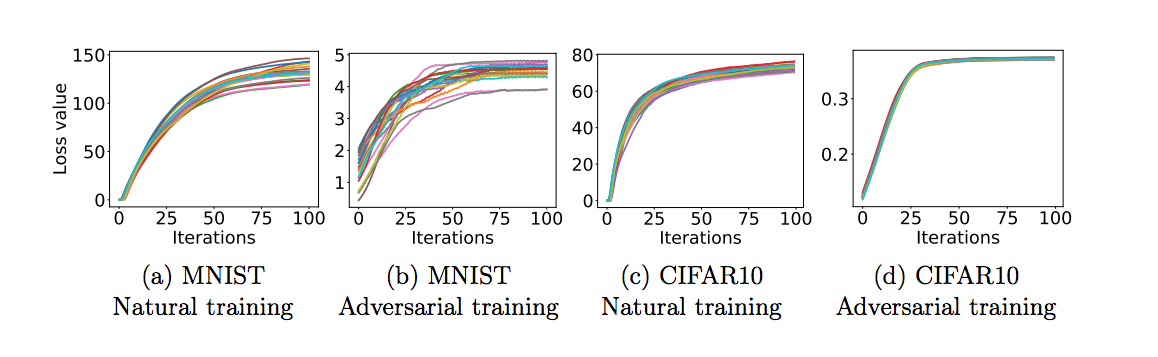 Loss value
150
100
50
0
0 25 50 75 100
Iterations
(a) MNIST
Natural training
5
4
3
2
1
0 25 50 75 100
Iterations
(b) MNIST
Adversarial training
80
60
40
20
0
0 25 50 75 100
Iterations
(c) CIFAR10
Natural training
0.3
0.2
0 25 50 75 100
Iterations
(d) CIFAR10
Adversarial training